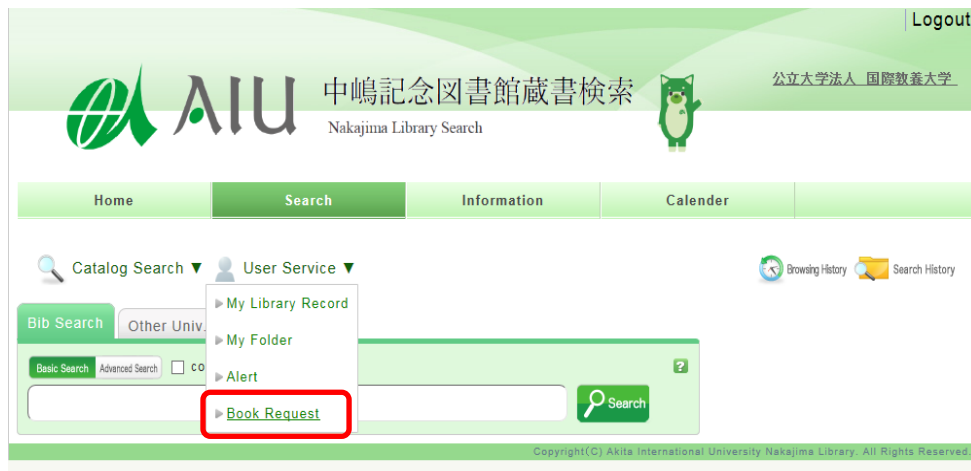 Logout
AIU
中嶋記念図書館蔵書検索
公立大学法人 国際教養大学
Nakajima Library Search
Home Search Information Calender
Catalog Search ▼ User Service ▼ Browsing History Search History
▶My Library Record
Bib Search Other Univ.
▶My Folder
Basic Search Advanced Search co ?
▶Alert
Search
▶Book Request
Copyright(C) Akita International University Nakajima Library. All Rights Reserved.